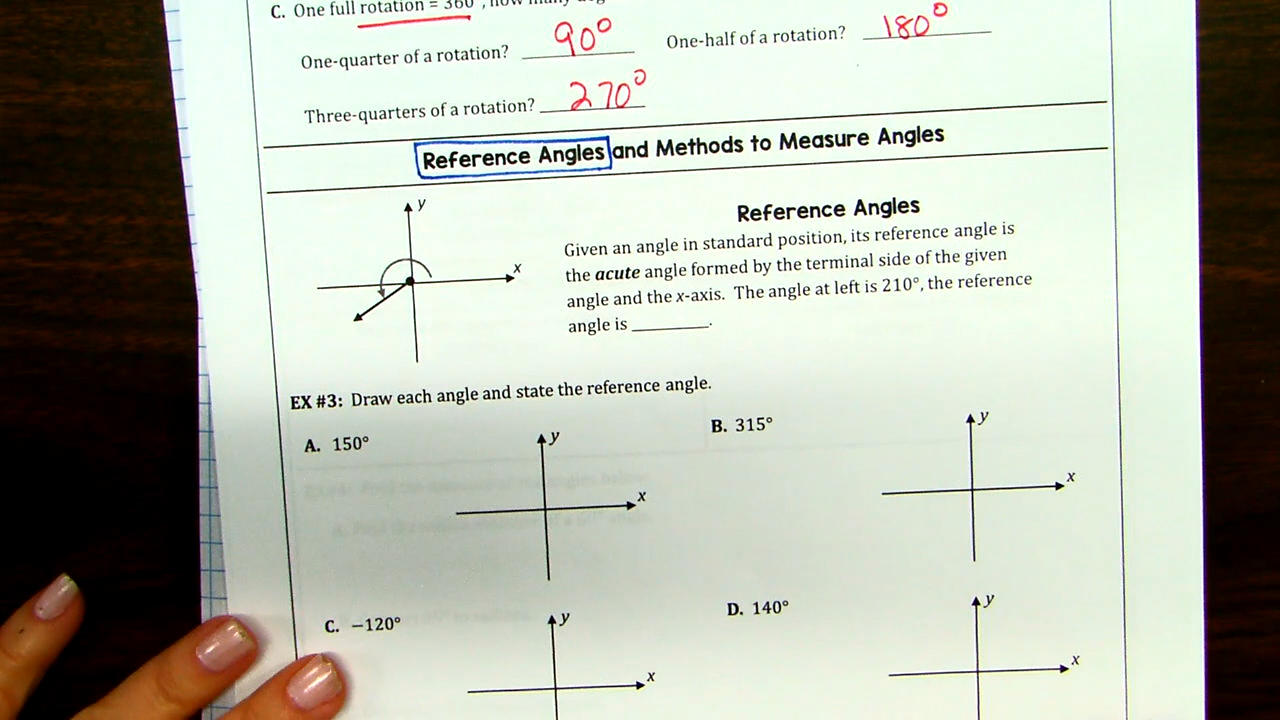 C. One full rotation = 360°, how many
One-quarter of a rotation? 90° One-half of a rotation? 180°
Three-quarters of a rotation? 270°
Reference Angles and Methods to Measure Angles
y
x
Reference Angles
Given an angle in standard position, its reference angle is
the acute angle formed by the terminal side of the given
angle and the x-axis. The angle at left is 210°, the reference
angle is ________.
EX #3: Draw each angle and state the reference angle.
A. 150°
y
x
B. 315°
y
x
C. −120°
y
x
D. 140°
y
x